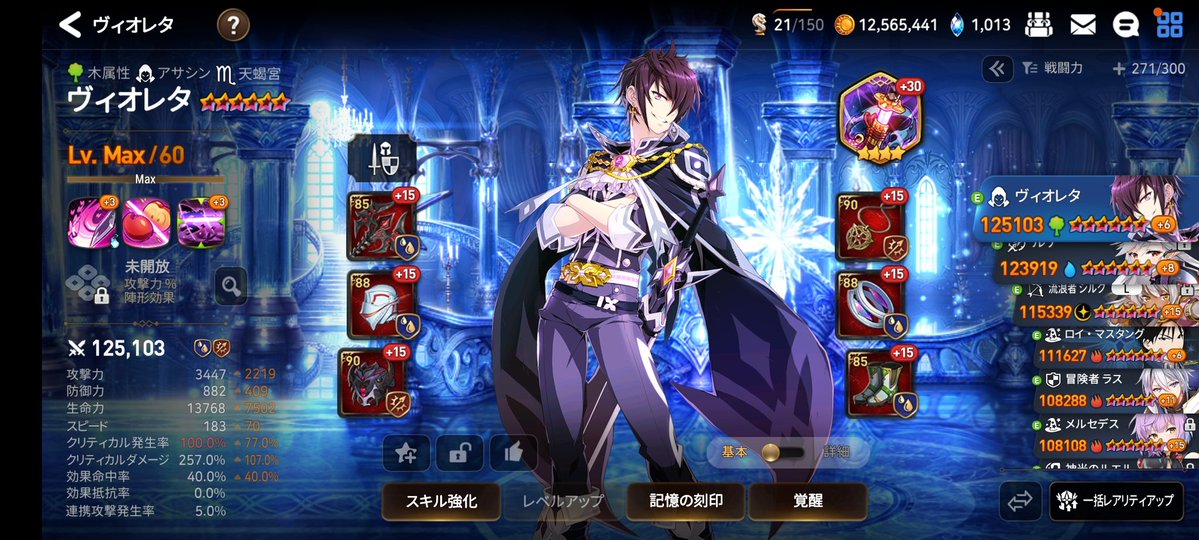 ヴィオレタ
?
21/150
12,565,441
1,013
木属性 アサシン 天蝎宮
ヴィオレタ
Lv. Max/60
Max
+3
+3
+3
未開放
攻撃力%
陣形効果
125,103
攻撃力 3447 2219
防御力 882 409
生命力 13768 7502
スピード 183 70
クリティカル発生率 100.0% 77.0%
クリティカルダメージ 257.0% 107.0%
効果命中率 40.0% 40.0%
効果抵抗率 0.0%
連携攻撃発生率 5.0%
85 +15
88 +15
90 +15
+30
90 +15
88 +15
85 +15
基本
詳細
スキル強化
レベルアップ
記憶の刻印
覚醒
戦闘力
271/300
E ヴィオレタ
125103 +6
E
123919 +8
E 流浪者 シルク
115339 +15
E ロイ・マスタング
111627 +6
E 冒険者 ラス
108288 +11
E メルセデス
108108 +15
E
一括レアリティアップ